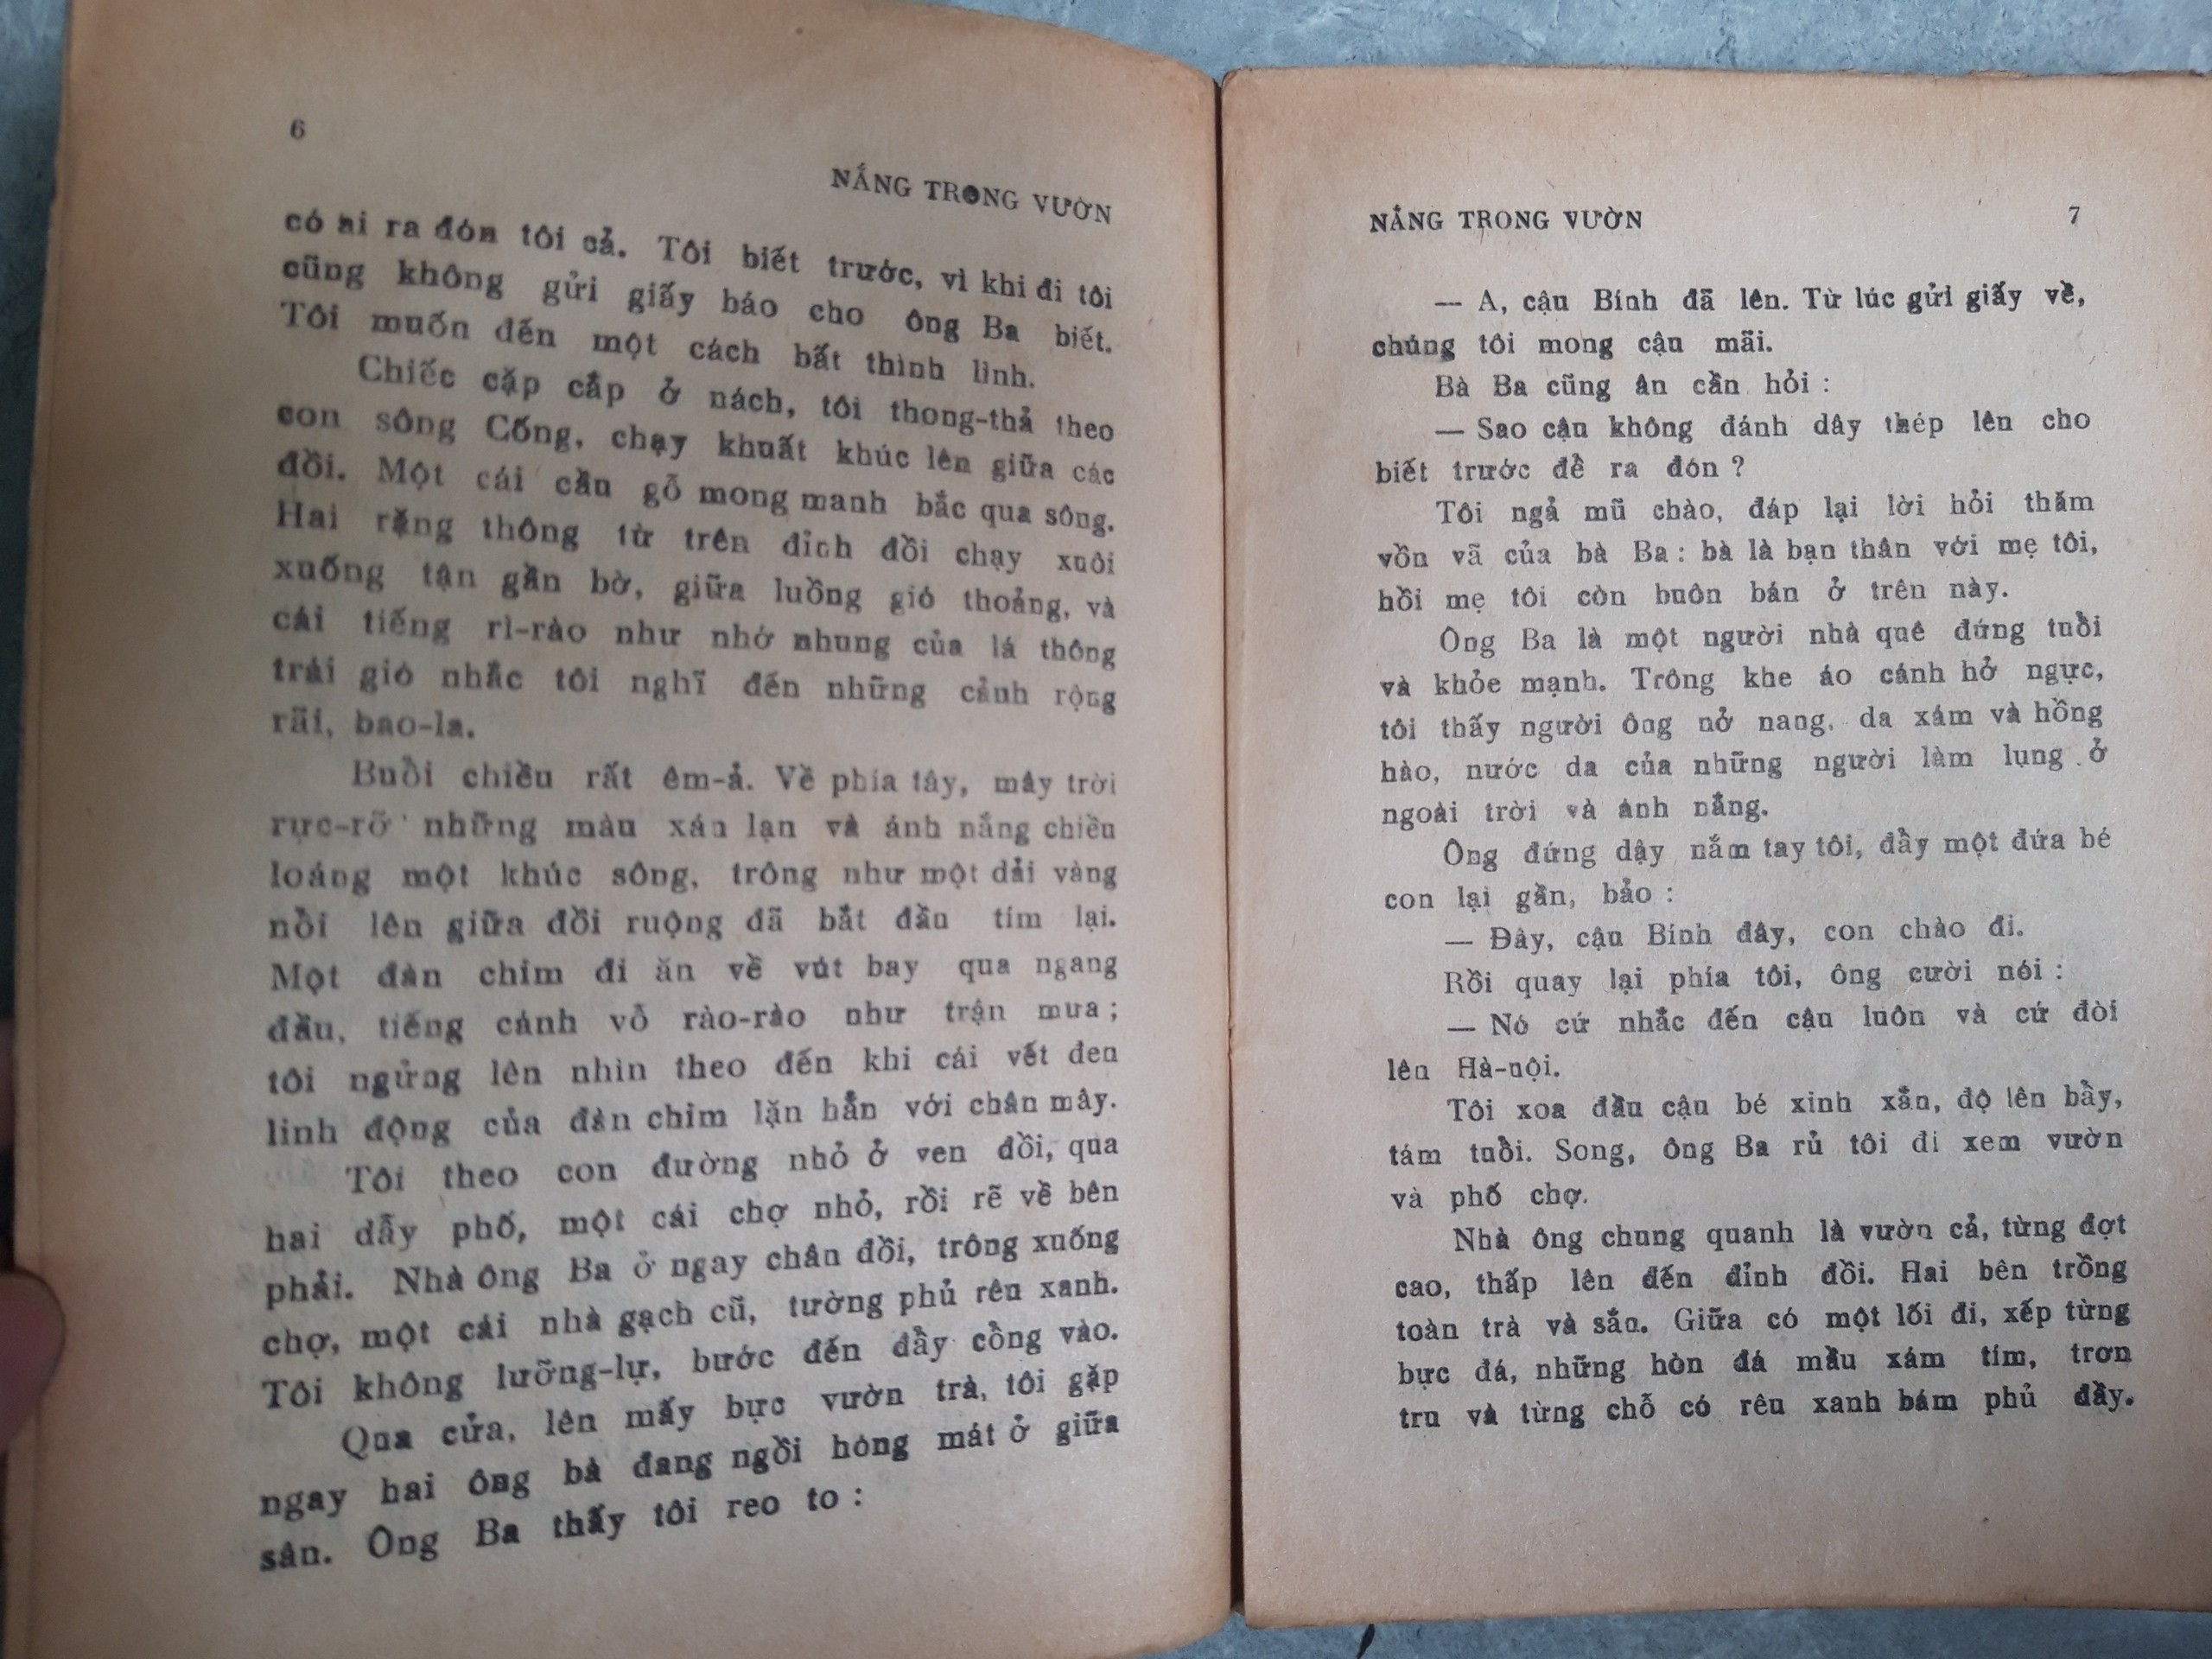 6
NẮNG TRONG VƯỜN
có ai ra đón tôi cả. Tôi biết trước, vì khi đi tôi
cũng không gửi giấy báo cho ông Ba biết.
Tôi muốn đến một cách bất thình lình.
Chiếc cặp cắp ở nách, tôi thong-thả theo
con sông Cống, chạy khuất khúc lên giữa các
đồi. Một cái cầu gỗ mong manh bắc qua sông.
Hai rặng thông từ trên đỉnh đồi chạy xuôi
xuống tận gần bờ, giữa luồng gió thoảng, và
cái tiếng rì-rào như nhớ nhung của lá thông
trái gió nhắc tôi nghĩ đến những cảnh rộng
rãi, bao-la.
Buổi chiều rất êm-ả. Về phía tây, mây trời
rực-rỡ những màu xán lạn và ánh nắng chiều
loáng một khúc sông, trông như một dải vàng
nổi lên giữa đồi ruộng đã bắt đầu tím lại.
Một đàn chim đi ăn về vút bay qua ngang
đầu, tiếng cánh vỗ rào-rào như trận mưa ;
tôi ngửng lên nhìn theo đến khi cái vết đen
linh động của đàn chim lặn hẳn với chân mây.
Tôi theo con đường nhỏ ở ven đồi, qua
hai dẫy phố, một cái chợ nhỏ, rồi rẽ về bên
phải. Nhà ông Ba ở ngay chân đồi, trông xuống
chợ, một cái nhà gạch cũ, tường phủ rêu xanh.
Tôi không lưỡng-lự, bước đến đẩy cổng vào.
Qua cửa, lên mấy bực vườn trà, tôi gặp
ngay hai ông bà đang ngồi hóng mát ở giữa
sân. Ông Ba thấy tôi reo to :
NẮNG TRONG VƯỜN 7
— A, cậu Bính đã lên. Từ lúc gửi giấy về,
chúng tôi mong cậu mãi.
Bà Ba cũng ân cần hỏi :
— Sao cậu không đánh dây thép lên cho
biết trước để ra đón ?
Tôi ngả mũ chào, đáp lại lời hỏi thăm
vồn vã của bà Ba : bà là bạn thân với mẹ tôi,
hồi mẹ tôi còn buôn bán ở trên này.
Ông Ba là một người nhà quê đứng tuổi
và khỏe mạnh. Trông khe áo cánh hở ngực,
tôi thấy người ông nở nang, da xám và hồng
hào, nước da của những người làm lụng ở
ngoài trời và ánh nắng.
Ông đứng dậy nắm tay tôi, đẩy một đứa bé
con lại gần, bảo :
— Đây, cậu Bính đây, con chào đi.
Rồi quay lại phía tôi, ông cười nói :
— Nó cứ nhắc đến cậu luôn và cứ đòi
lên Hà-nội.
Tôi xoa đầu cậu bé xinh xắn, độ lên bẩy,
tám tuổi. Song, ông Ba rủ tôi đi xem vườn
và phố chợ.
Nhà ông chung quanh là vườn cả, từng đợt
cao, thấp lên đến đỉnh đồi. Hai bên trồng
toàn trà và sắn. Giữa có một lối đi, xếp từng
bực đá, những hòn đá mầu xám tím, trơn
tru và từng chỗ có rêu xanh bám phủ đầy.